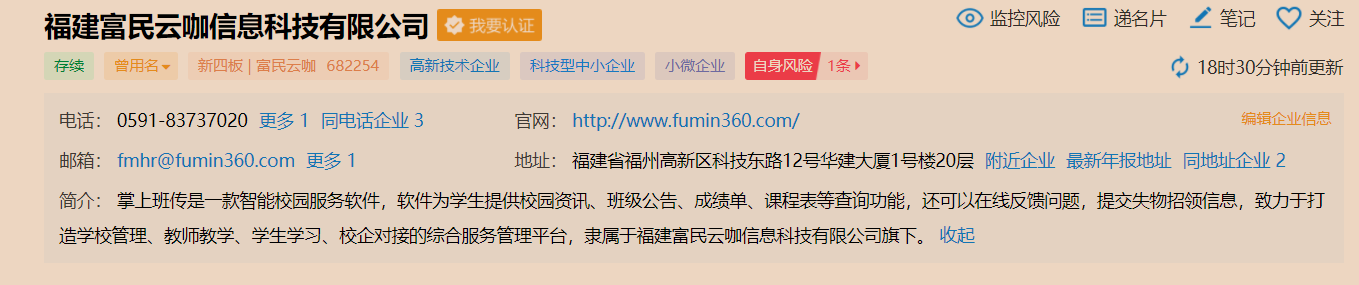 福建富民云咖信息科技有限公司 我要认证 监控风险 递名片 笔记 关注
存续 曾用名 新四板 | 富民云咖 682254 高新技术企业 科技型中小企业 小微企业 自身风险 1条 18时30分钟前更新
电话： 0591-83737020 更多 1 同电话企业 3 官网： http://www.fumin360.com/ 编辑企业信息
邮箱： fmhr@fumin360.com 更多 1 地址： 福建省福州高新区科技东路12号华建大厦1号楼20层 附近企业 最新年报地址 同地址企业 2
简介： 掌上班传是一款智能校园服务软件，软件为学生提供校园资讯、班级公告、成绩单、课程表等查询功能，还可以在线反馈问题，提交失物招领信息，致力于打
造学校管理、教师教学、学生学习、校企对接的综合服务管理平台，隶属于福建富民云咖信息科技有限公司旗下。 收起